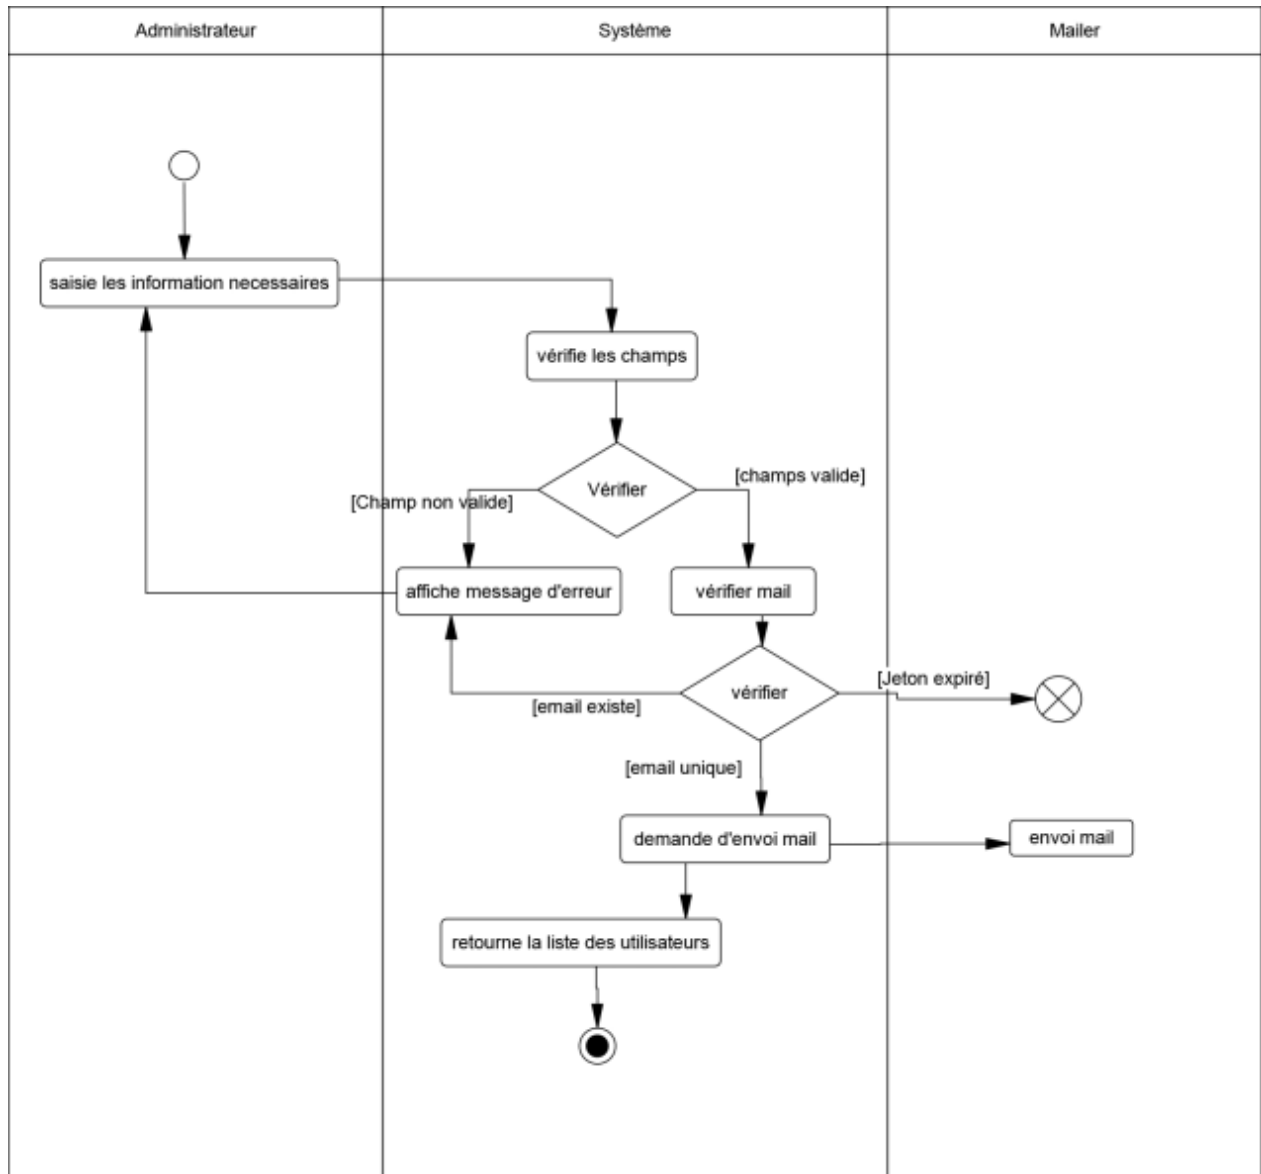 Administrateur
Système
Mailer
saisie les information necessaires
vérifie les champs
Vérifier
[champs valide]
[Champ non valide]
affiche message d'erreur
vérifier mail
vérifier
[Jeton expiré]
[email existe]
[email unique]
demande d'envoi mail
envoi mail
retourne la liste des utilisateurs